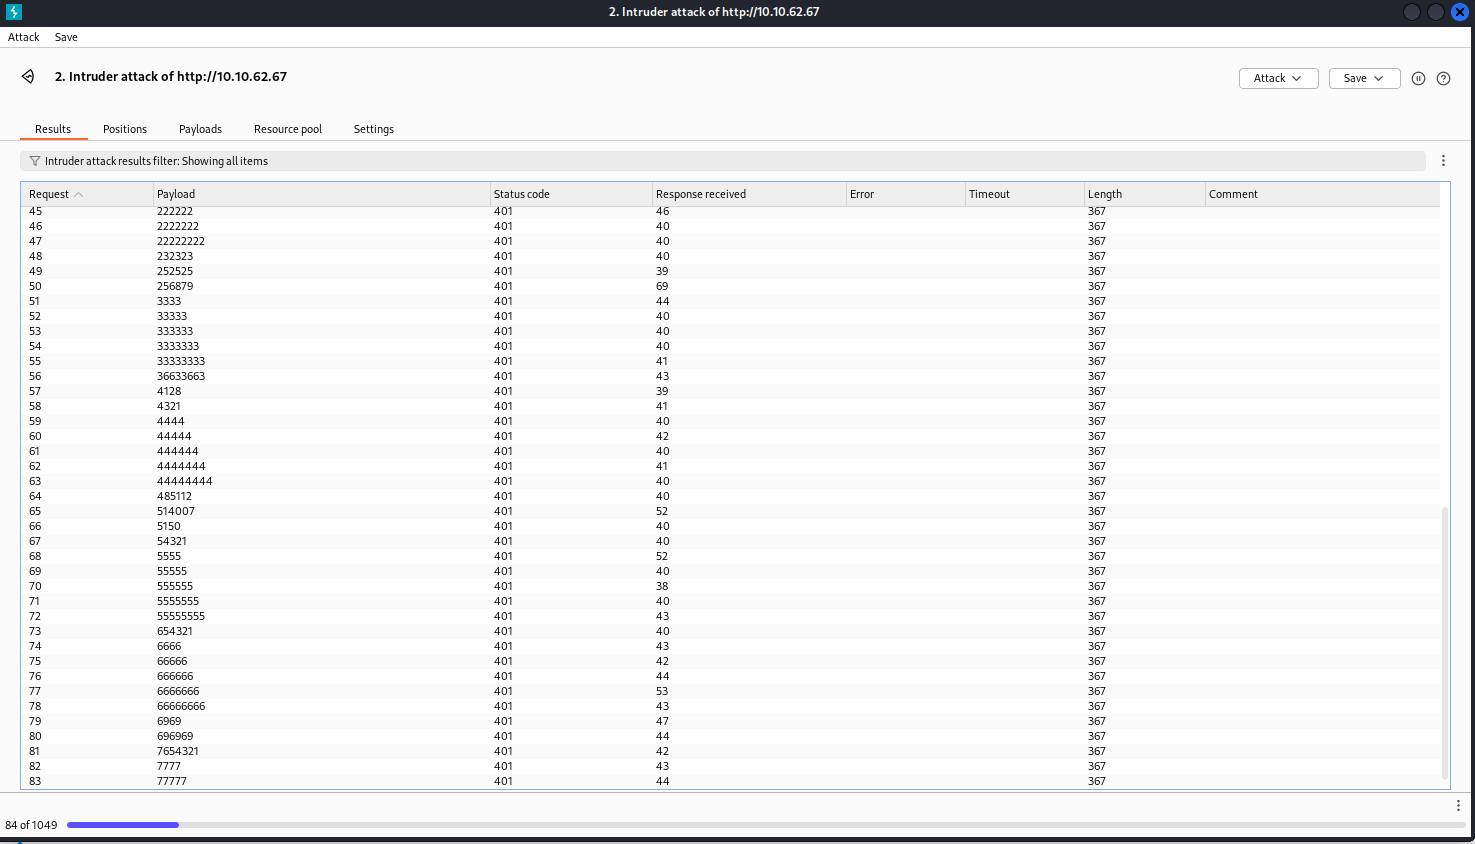 2. Intruder attack of http://10.10.62.67
Attack Save
2. Intruder attack of http://10.10.62.67
Attack Save
Results Positions Payloads Resource pool Settings
Intruder attack results filter: Showing all items
Request Payload Status code Response received Error Timeout Length Comment
45 222222 401 46 367
46 2222222 401 40 367
47 22222222 401 40 367
48 232323 401 40 367
49 252525 401 39 367
50 256879 401 69 367
51 3333 401 44 367
52 33333 401 40 367
53 333333 401 40 367
54 3333333 401 40 367
55 33333333 401 41 367
56 36633663 401 43 367
57 4128 401 39 367
58 4321 401 41 367
59 4444 401 40 367
60 44444 401 42 367
61 444444 401 40 367
62 4444444 401 41 367
63 44444444 401 40 367
64 485112 401 40 367
65 514007 401 52 367
66 5150 401 40 367
67 54321 401 40 367
68 5555 401 52 367
69 55555 401 40 367
70 555555 401 38 367
71 5555555 401 40 367
72 55555555 401 43 367
73 654321 401 40 367
74 6666 401 43 367
75 66666 401 42 367
76 666666 401 44 367
77 6666666 401 53 367
78 66666666 401 43 367
79 6969 401 47 367
80 696969 401 44 367
81 7654321 401 42 367
82 7777 401 43 367
83 77777 401 44 367
84 of 1049